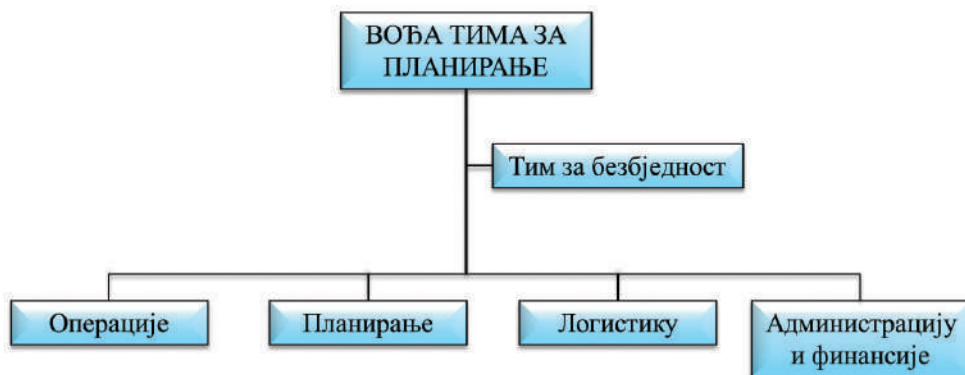 ВОЂА ТИМА ЗА
ПЛАНИРАЊЕ
Тим за безбједност
Операције
Планирање
Логистику
Администрацију
и финансије